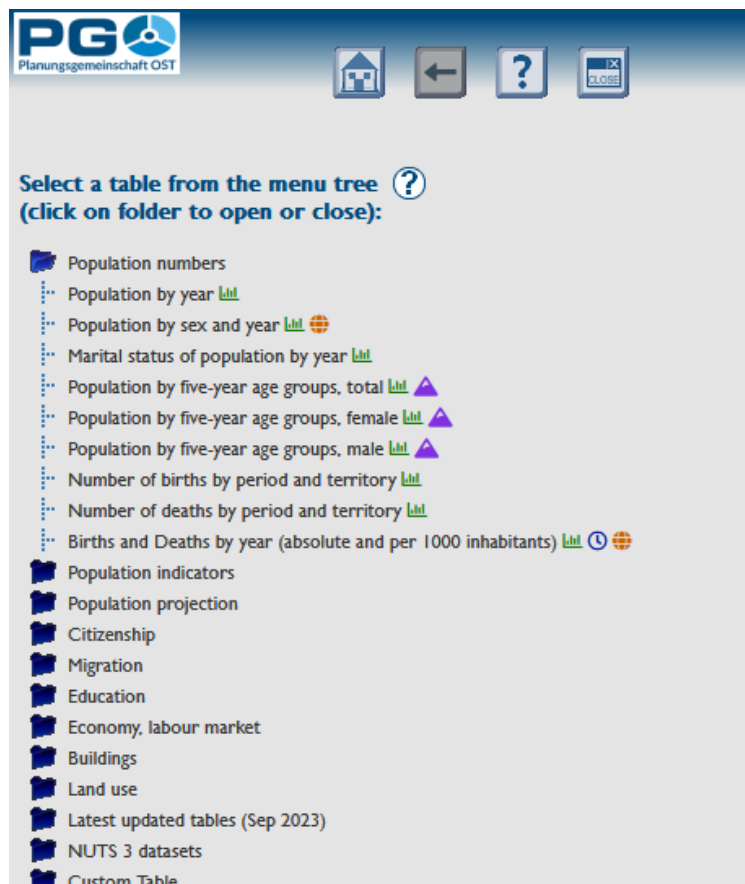 PGO
Planungsgemeinschaft OST
?
CLOSE
Select a table from the menu tree ?
(click on folder to open or close):
Population numbers
Population by year
Population by sex and year
Marital status of population by year
Population by five-year age groups, total
Population by five-year age groups, female
Population by five-year age groups, male
Number of births by period and territory
Number of deaths by period and territory
Births and Deaths by year (absolute and per 1000 inhabitants)
Population indicators
Population projection
Citizenship
Migration
Education
Economy, labour market
Buildings
Land use
Latest updated tables (Sep 2023)
NUTS 3 datasets
Custom Table